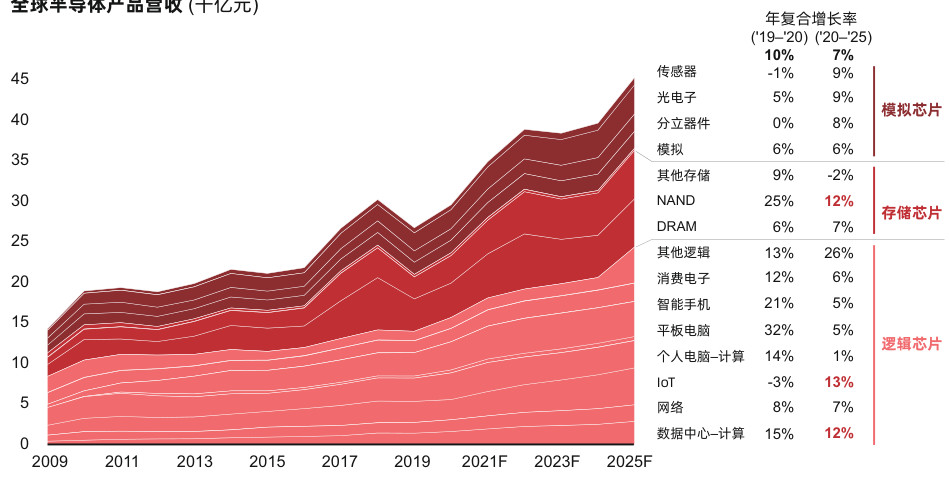 全球半导体产品营收 (千亿元)
年复合增长率
('19–'20) ('20–'25)
10% 7%
45
40
35
30
25
20
15
10
5
0
2009 2011 2013 2015 2017 2019 2021F 2023F 2025F
传感器 -1% 9%
光电子 5% 9%
分立器件 0% 8%
模拟 6% 6%
模拟芯片
其他存储 9% -2%
NAND 25% 12%
DRAM 6% 7%
存储芯片
其他逻辑 13% 26%
消费电子 12% 6%
智能手机 21% 5%
平板电脑 32% 5%
个人电脑–计算 14% 1%
IoT -3% 13%
网络 8% 7%
数据中心–计算 15% 12%
逻辑芯片